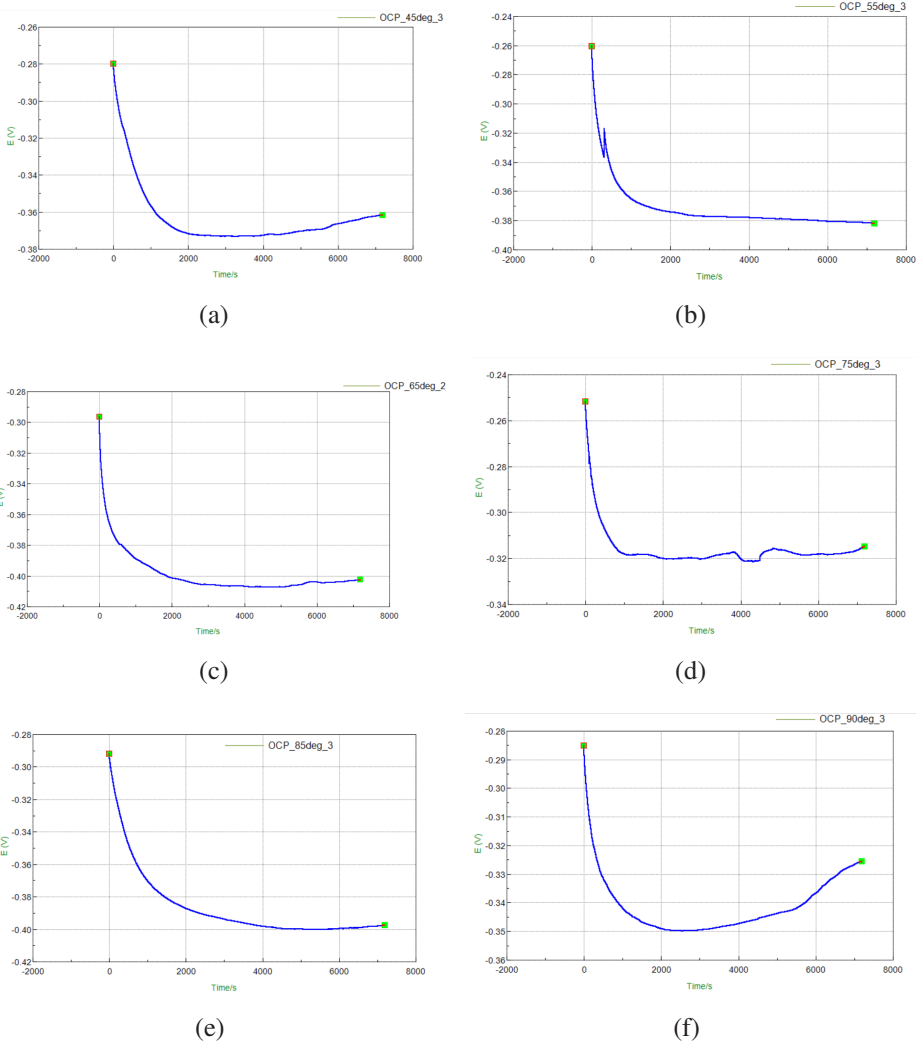 OCP_45deg_3
-0.26
-0.28
-0.30
-0.32
-0.34
-0.36
-0.38
E (V)
-2000 0 2000 4000 6000 8000
Time/s
(a)
OCP_55deg_3
-0.24
-0.26
-0.28
-0.30
-0.32
-0.34
-0.36
-0.38
-0.40
E (V)
-2000 0 2000 4000 6000 8000
Time/s
(b)
OCP_65deg_2
-0.28
-0.30
-0.32
-0.34
-0.36
-0.38
-0.40
-0.42
E (V)
-2000 0 2000 4000 6000 8000
Time/s
(c)
OCP_75deg_3
-0.24
-0.26
-0.28
-0.30
-0.32
-0.34
E (V)
-2000 0 2000 4000 6000 8000
Time/s
(d)
OCP_85deg_3
-0.28
-0.30
-0.32
-0.34
-0.36
-0.38
-0.40
-0.42
E (V)
-2000 0 2000 4000 6000 8000
Time/s
(e)
OCP_90deg_3
-0.28
-0.29
-0.30
-0.31
-0.32
-0.33
-0.34
-0.35
-0.36
E (V)
-2000 0 2000 4000 6000 8000
Time/s
(f)